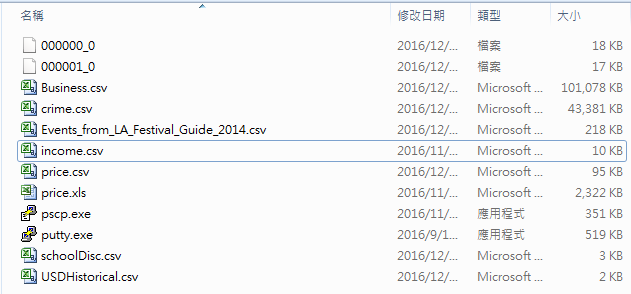 名稱 修改日期 類型 大小
000000_0 2016/12/... 檔案 18 KB
000001_0 2016/12/... 檔案 17 KB
Business.csv 2016/12/... Microsoft ... 101,078 KB
crime.csv 2016/12/... Microsoft ... 43,381 KB
Events_from_LA_Festival_Guide_2014.csv 2016/12/... Microsoft ... 218 KB
income.csv 2016/11/... Microsoft ... 10 KB
price.csv 2016/12/... Microsoft ... 95 KB
price.xls 2016/11/... Microsoft ... 2,322 KB
pscp.exe 2016/11/... 應用程式 351 KB
putty.exe 2016/9/1... 應用程式 519 KB
schoolDisc.csv 2016/12/... Microsoft ... 3 KB
USDHistorical.csv 2016/12/... Microsoft ... 2 KB